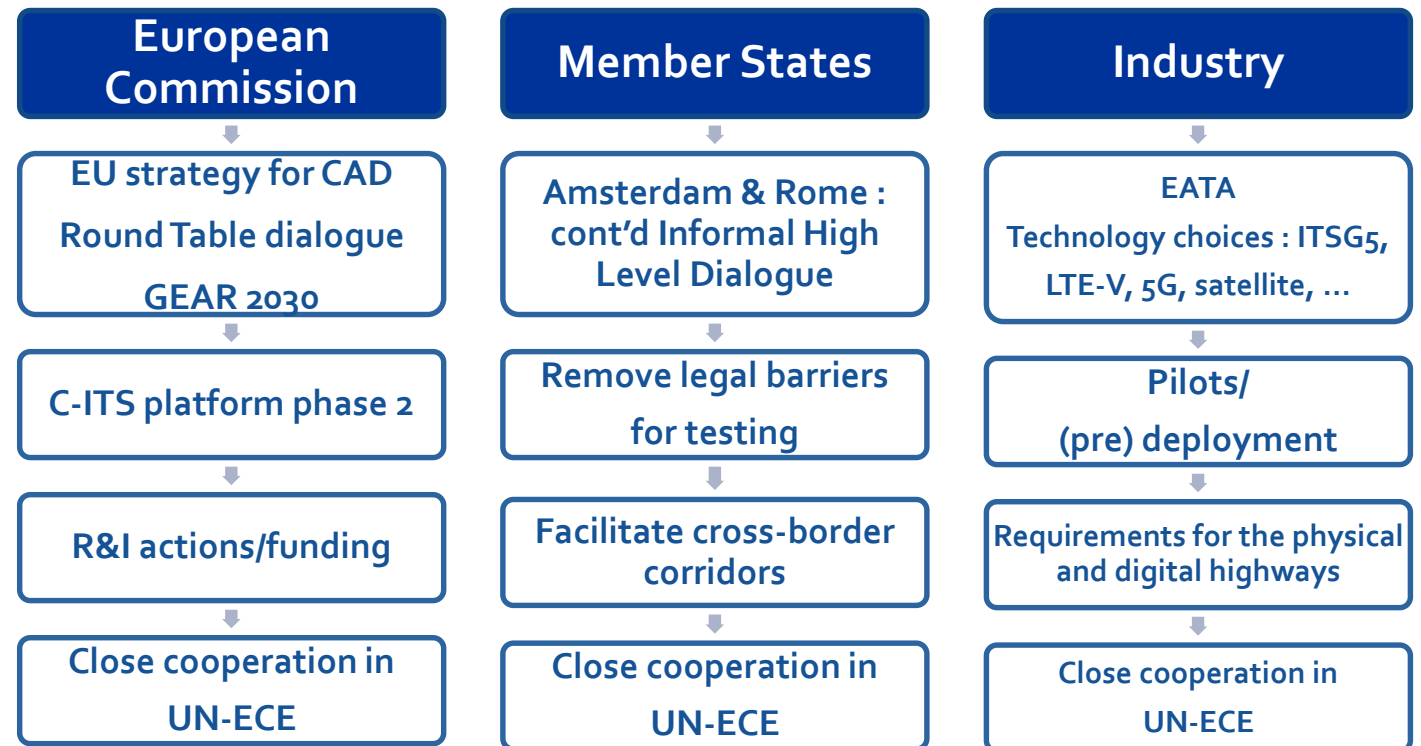 European
Commission
EU strategy for CAD
Round Table dialogue
GEAR 2030
C-ITS platform phase 2
R&I actions/funding
Close cooperation in
UN-ECE
Member States
Amsterdam & Rome :
cont’d Informal High
Level Dialogue
Remove legal barriers
for testing
Facilitate cross-border
corridors
Close cooperation in
UN-ECE
Industry
EATA
Technology choices : ITSG5,
LTE-V, 5G, satellite, ...
Pilots/
(pre) deployment
Requirements for the physical
and digital highways
Close cooperation in
UN-ECE